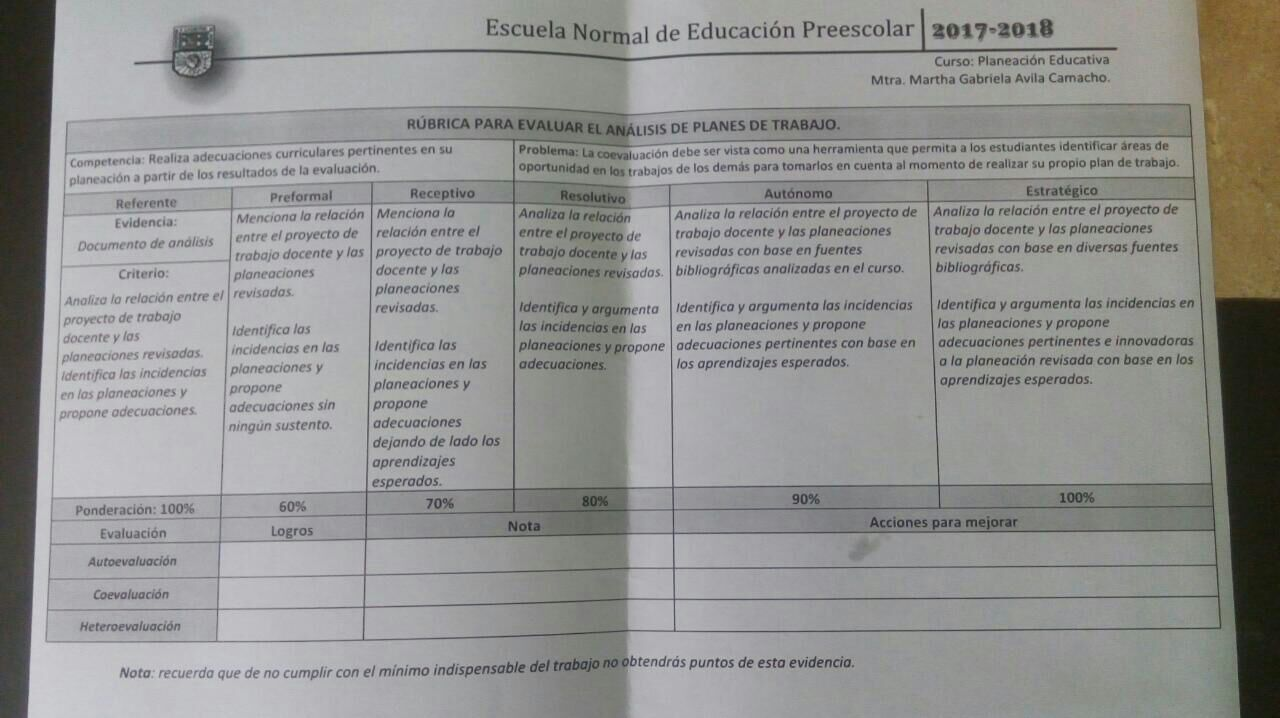 Escuela Normal de Educación Preescolar 2017-2018
Curso: Planeación Educativa
Mtra. Martha Gabriela Avila Camacho.
RÚBRICA PARA EVALUAR EL ANÁLISIS DE PLANES DE TRABAJO.
Competencia: Realiza adecuaciones curriculares pertinentes en su
planeación a partir de los resultados de la evaluación.
Problema: La coevaluación debe ser vista como una herramienta que permita a los estudiantes identificar áreas de
oportunidad en los trabajos de los demás para tomarlos en cuenta al momento de realizar su propio plan de trabajo.
Referente
Preformal
Receptivo
Resolutivo
Autónomo
Estratégico
Evidencia:
Documento de análisis
Criterio:
Analiza la relación entre el
proyecto de trabajo
docente y las
planeaciones revisadas.
Identifica las incidencias
en las planeaciones y
propone adecuaciones.
Menciona la relación
entre el proyecto de
trabajo docente y las
planeaciones
revisadas.
Identifica las
incidencias en las
planeaciones y
propone
adecuaciones sin
ningún sustento.
Menciona la
relación entre el
proyecto de trabajo
docente y las
planeaciones
revisadas.
Identifica las
incidencias en las
planeaciones y
propone
adecuaciones
dejando de lado los
aprendizajes
esperados.
Analiza la relación
entre el proyecto de
trabajo docente y las
planeaciones revisadas.
Identifica y argumenta
las incidencias en las
planeaciones y propone
adecuaciones.
Analiza la relación entre el proyecto de
trabajo docente y las planeaciones
revisadas con base en fuentes
bibliográficas analizadas en el curso.
Identifica y argumenta las incidencias
en las planeaciones y propone
adecuaciones pertinentes con base en
los aprendizajes esperados.
Analiza la relación entre el proyecto de
trabajo docente y las planeaciones
revisadas con base en diversas fuentes
bibliográficas.
Identifica y argumenta las incidencias en
las planeaciones y propone
adecuaciones pertinentes e innovadoras
a la planeación revisada con base en los
aprendizajes esperados.
Ponderación: 100%
60%
70%
80%
90%
100%
Evaluación
Logros
Nota
Acciones para mejorar
Autoevaluación
Coevaluación
Heteroevaluación
Nota: recuerda que de no cumplir con el mínimo indispensable del trabajo no obtendrás puntos de esta evidencia.